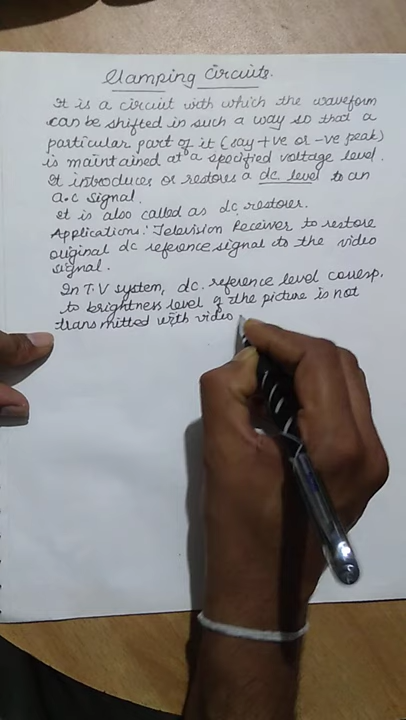 Clamping Circuits.
It is a circuit with which the waveform
can be shifted in such a way so that a
particular part of it (say +ve or -ve peak)
is maintained at a specified voltage level.
It introduces or restores a dc level to an
a.c signal.
It is also called as dc restorer.
Applications: Television Receiver to restore
original dc reference signal to the video
signal.
In T.V system, dc. reference level corresp.
to brightness level of the picture is not
transmitted with video